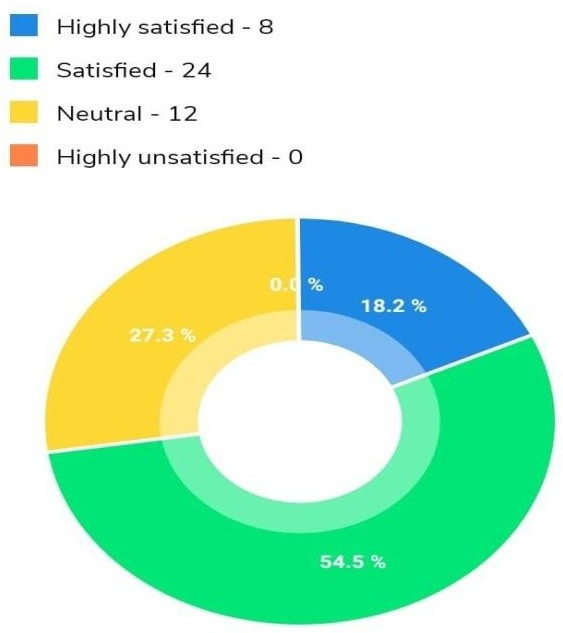 Highly satisfied - 8
Satisfied - 24
Neutral - 12
Highly unsatisfied - 0
0.0 %
18.2 %
27.3 %
54.5 %